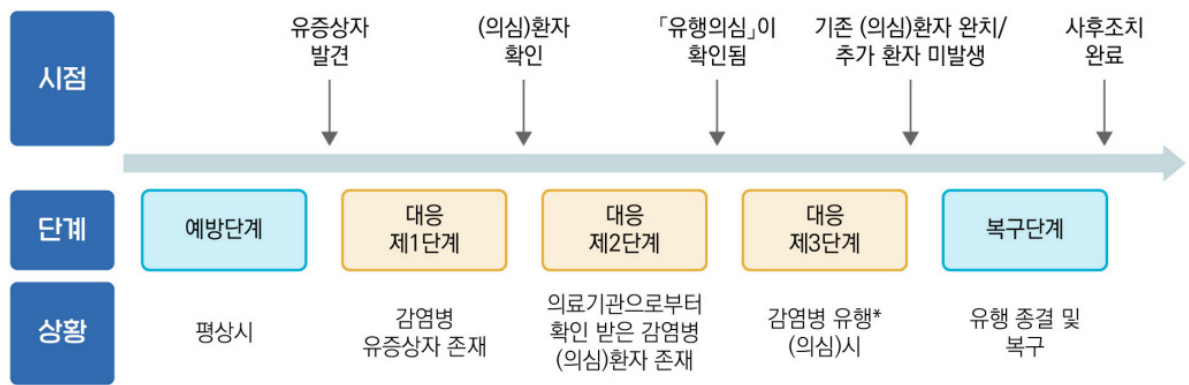 시점
유증상자
발견
(의심)환자
확인
「유행의심」이
확인됨
기존 (의심)환자 완치/
추가 환자 미발생
사후조치
완료
단계
예방단계
대응
제1단계
대응
제2단계
대응
제3단계
복구단계
상황
평상시
감염병
유증상자 존재
의료기관으로부터
확인 받은 감염병
(의심)환자 존재
감염병 유행*
(의심)시
유행 종결 및
복구